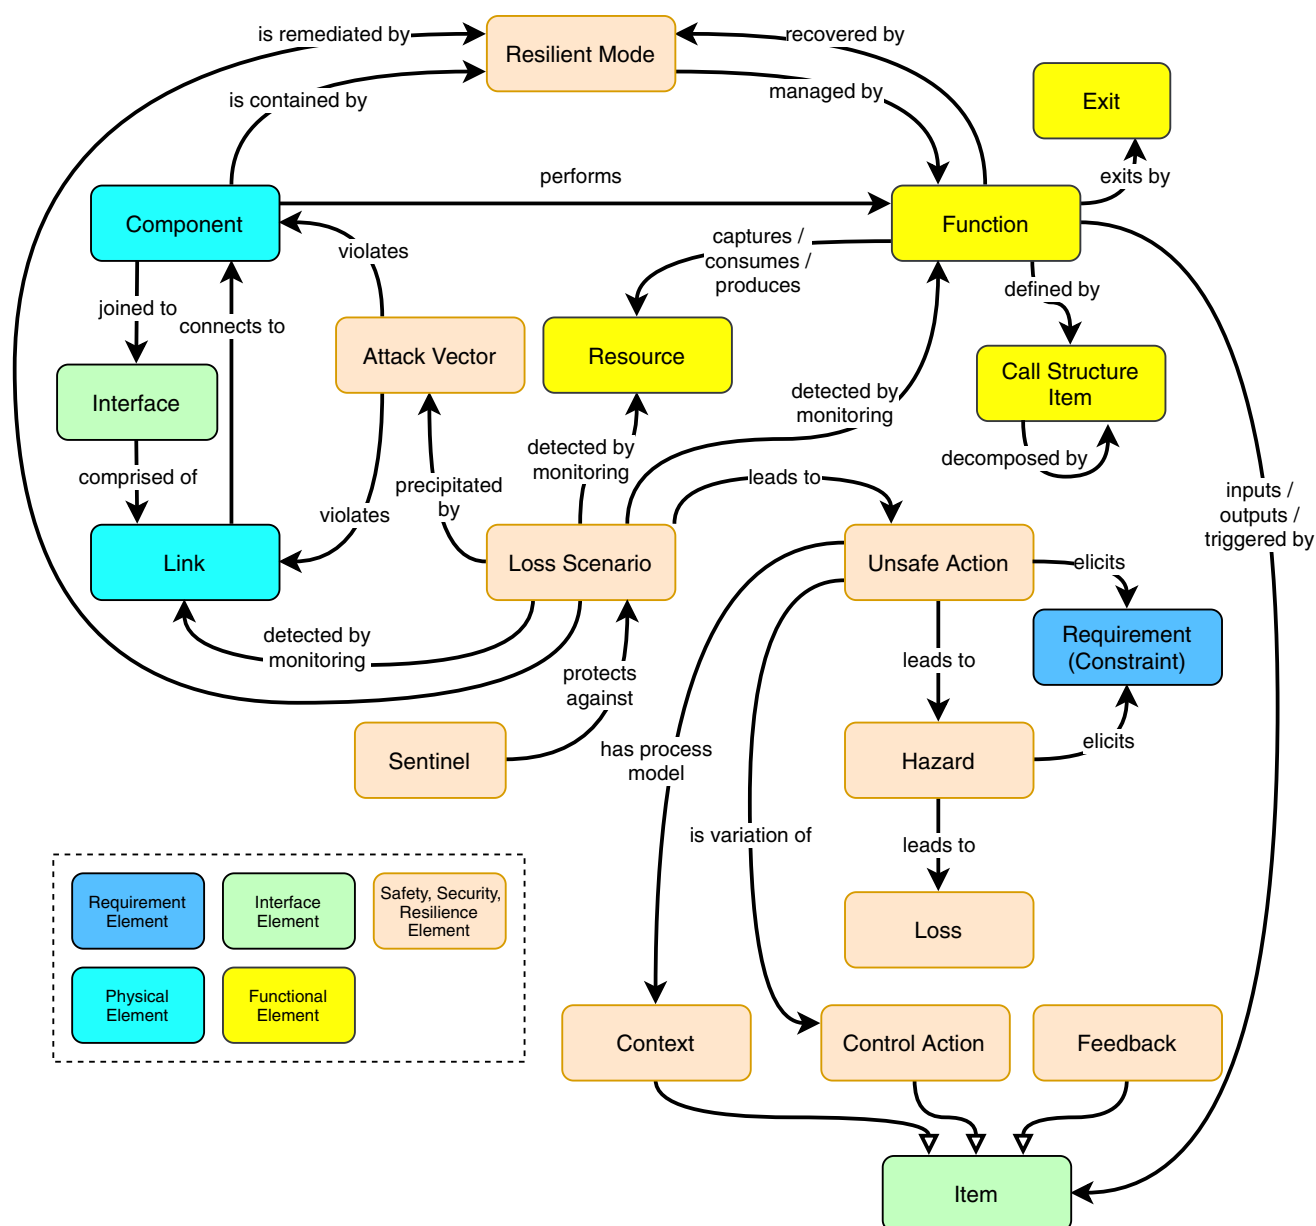 is remediated by
Resilient Mode
recovered by
is contained by
managed by
Exit
exits by
performs
Component
Function
violates
captures /
consumes /
produces
defined by
joined to
connects to
Attack Vector
Resource
Call Structure
Item
Interface
detected by
monitoring
decomposed by
detected by
monitoring
comprised of
precipitated
by
leads to
inputs /
outputs /
triggered by
violates
Link
Loss Scenario
Unsafe Action
elicits
detected by
monitoring
Requirement
(Constraint)
leads to
protects
against
Sentinel
has process
model
Hazard
elicits
is variation of
leads to
Requirement
Element
Interface
Element
Safety, Security,
Resilience
Element
Loss
Physical
Element
Functional
Element
Context
Control Action
Feedback
Item